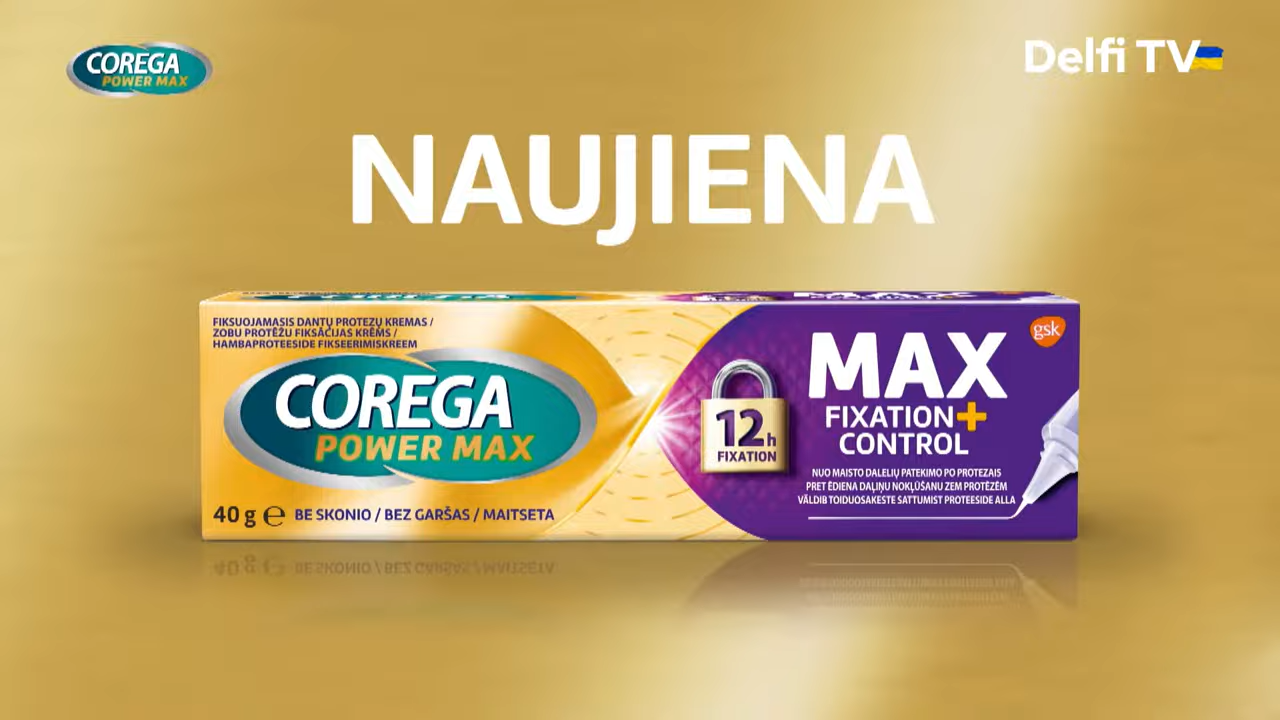 COREGA
POWER MAX
Delfi TV
NAUJIENA
FIKSUOJAMASIS DANTŲ PROTEZŲ KREMAS /
ZOBU PROTĒŽU FIKSĀCIJAS KRĒMS /
HAMBAPROTEESIDE FIKSEERIMISKREEM
COREGA
POWER MAX
40 g ℮ BE SKONIO / BEZ GARŠAS / MAITSETA
12h
FIXATION
MAX
FIXATION+
CONTROL
gsk
NUO MAISTO DALELIŲ PATEKIMO PO PROTEZAIS
PRET ĒDIENA DAĻIŅU NOKĻŪŠANU ZEM PROTĒZĒM
VÄLDIB TOIDUOSAKESTE SATTUMIST PROTEESIDE ALLA